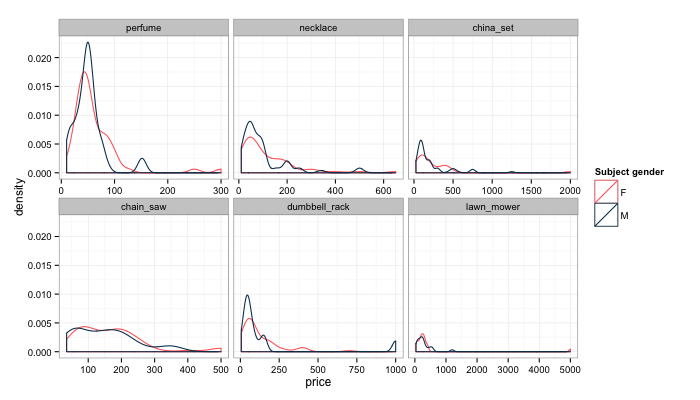 perfume necklace china_set
0.020
0.015
0.010
0.005
0.000
0 100 200 300 0 200 400 600 0 500 1000 1500 2000
density
chain_saw dumbbell_rack lawn_mower
0.020
0.015
0.010
0.005
0.000
100 200 300 400 500 0 250 500 750 1000 0 1000 2000 3000 4000 5000
price
Subject gender
F
M